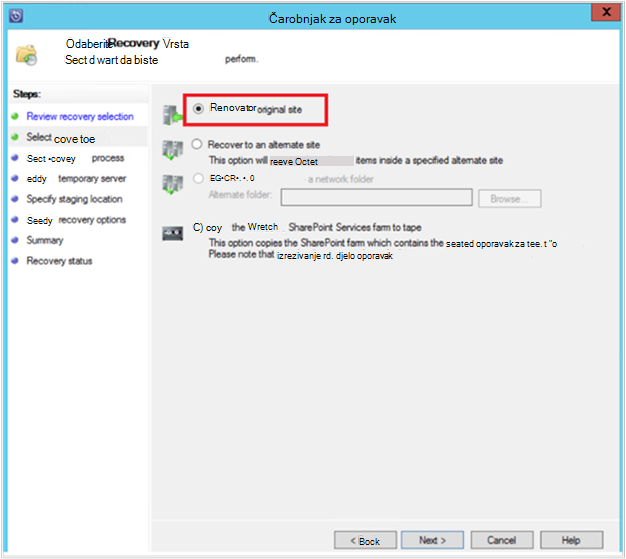 Čarobnjak za oporavak
Odaberite Recovery Vrsta
Sect d wart da biste perform.
Steps:
Review recovery selection
Select cove toe
Sect •covey process
eddy temporary server
Specify staging location
Seedy recovery options
Summary
Recovery status
Renovator original site
Recover to an alternate site
This option will reeve Octet items inside a specified alternate site
EG•CR•. •. 0 a network folder
Alternate folder:
Browse...
C) coy the Wretch SharePoint Services farm to tape
This option copies the SharePoint farm which contains the seated oporavak za tee. t "o
Please note that izrezivanje rd. djelo oporavak
< Bock
Next >
Cancel
Help